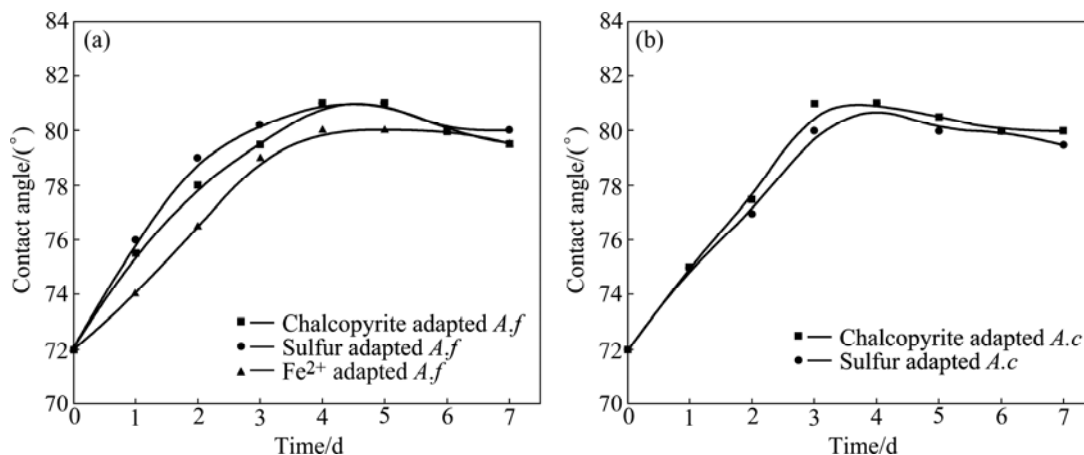 (a)
84
82
80
78
76
74
72
70
Contact angle/(°)
0 1 2 3 4 5 6 7
Time/d
Chalcopyrite adapted A.f
Sulfur adapted A.f
Fe2+ adapted A.f
(b)
84
82
80
78
76
74
72
70
Contact angle/(°)
0 1 2 3 4 5 6 7
Time/d
Chalcopyrite adapted A.c
Sulfur adapted A.c